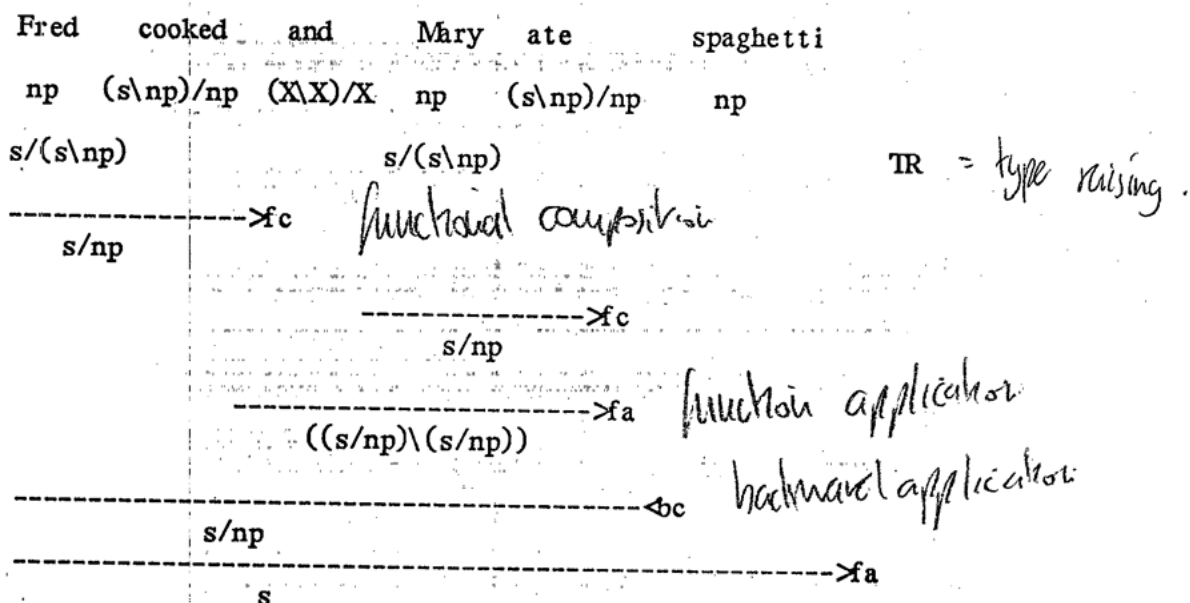 Fred cooked and Mary ate spaghetti
np (s\np)/np (X\X)/X np (s\np)/np np
s/(s\np) s/(s\np) TR = type raising.
-------------------->fc functional composition
s/np
------------------>fc
s/np
----------------------------->fa function application
((s/np)\(s/np))
--------------------------------------------------<bc backward application
s/np
------------------------------------------------------------------>fa
s